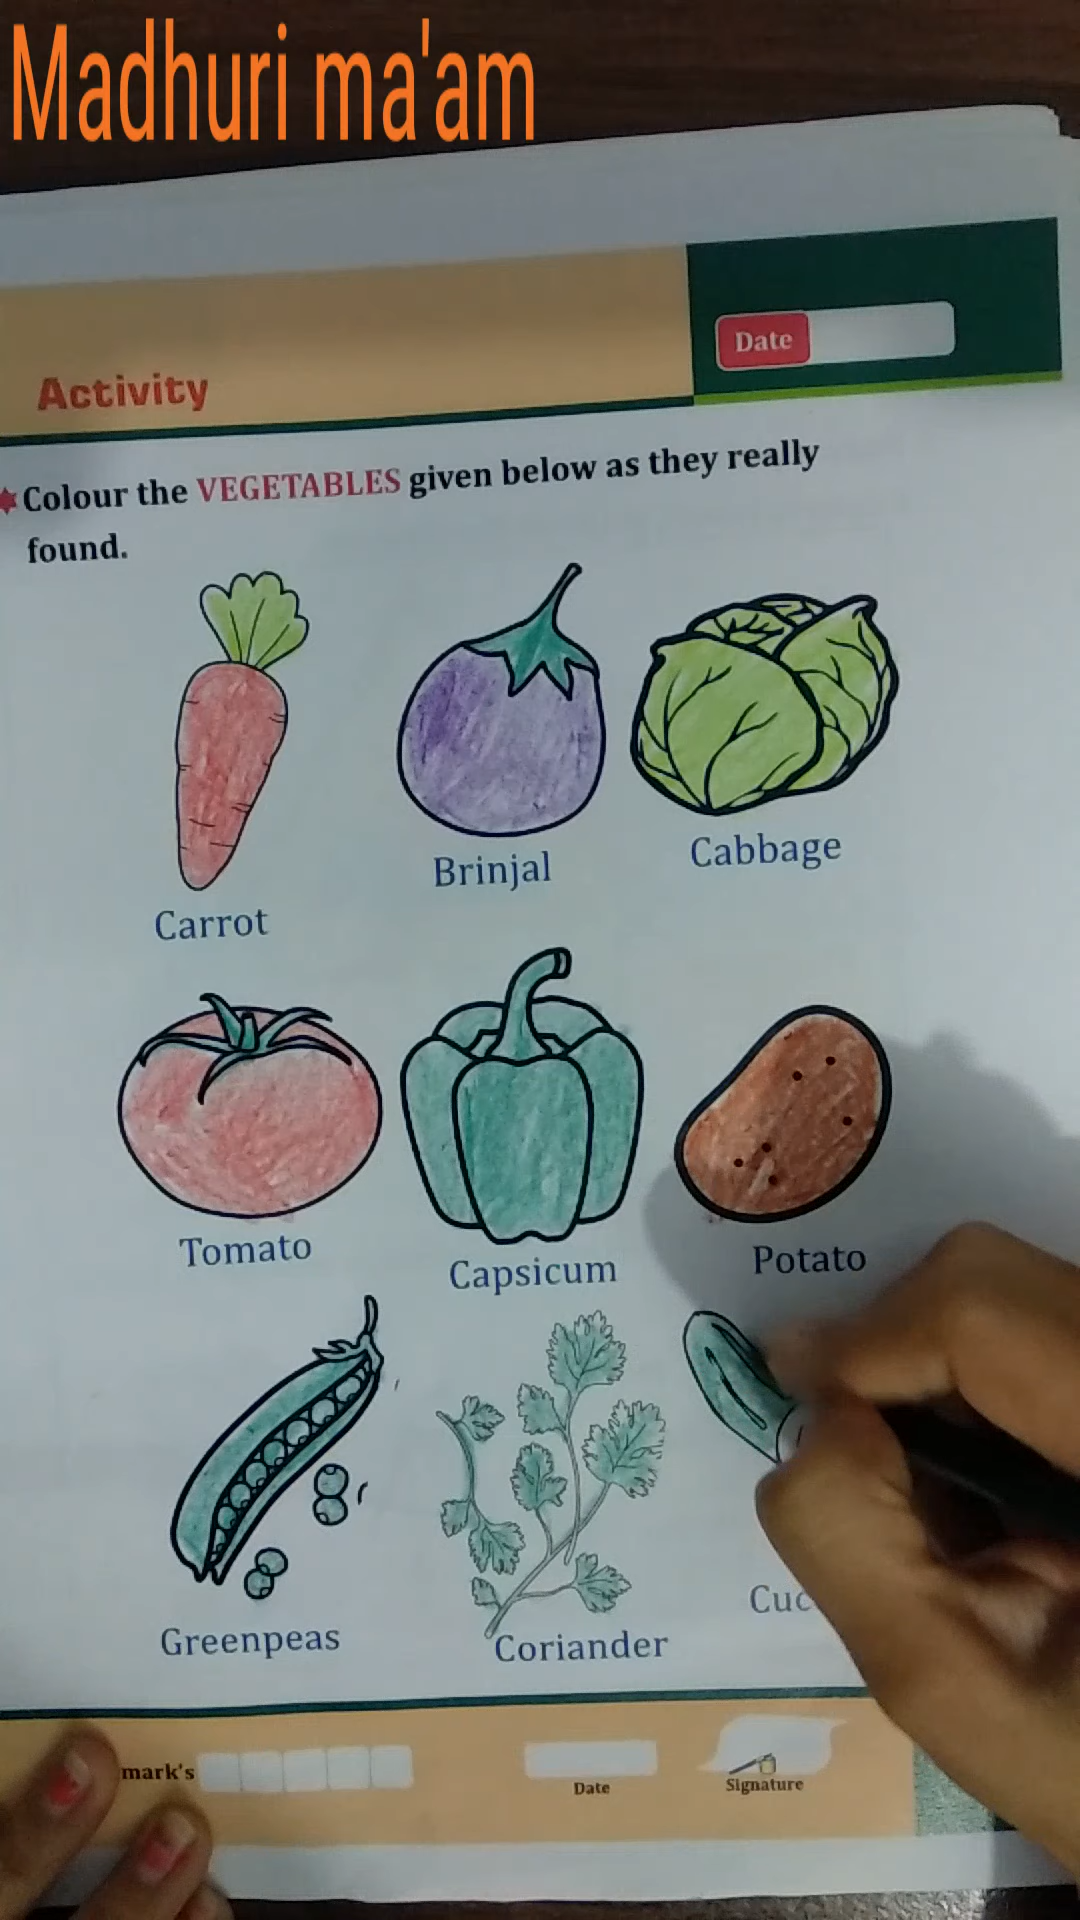 Madhuri ma'am
Date
Activity
Colour the VEGETABLES given below as they really
found.
Carrot
Brinjal
Cabbage
Tomato
Capsicum
Potato
Greenpeas
Coriander
mark's
Date
Signature